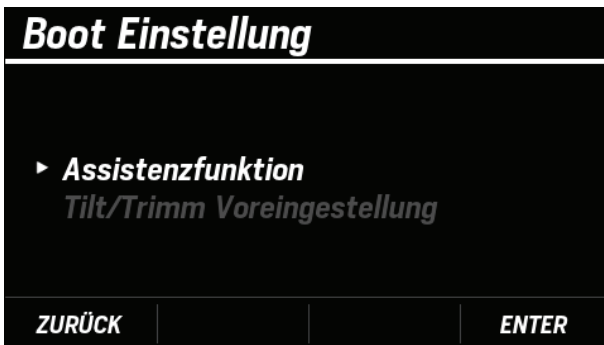 Boot Einstellung
Assistenzfunktion
Tilt/Trimm Voreingestellung
ZURÜCK ENTER